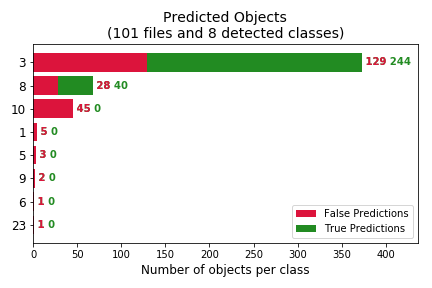 Predicted Objects
(101 files and 8 detected classes)
3 129 244
8 28 40
10 45 0
1 5 0
5 3 0
9 2 0
6 1 0
23 1 0
False Predictions
True Predictions
0 50 100 150 200 250 300 350 400
Number of objects per class